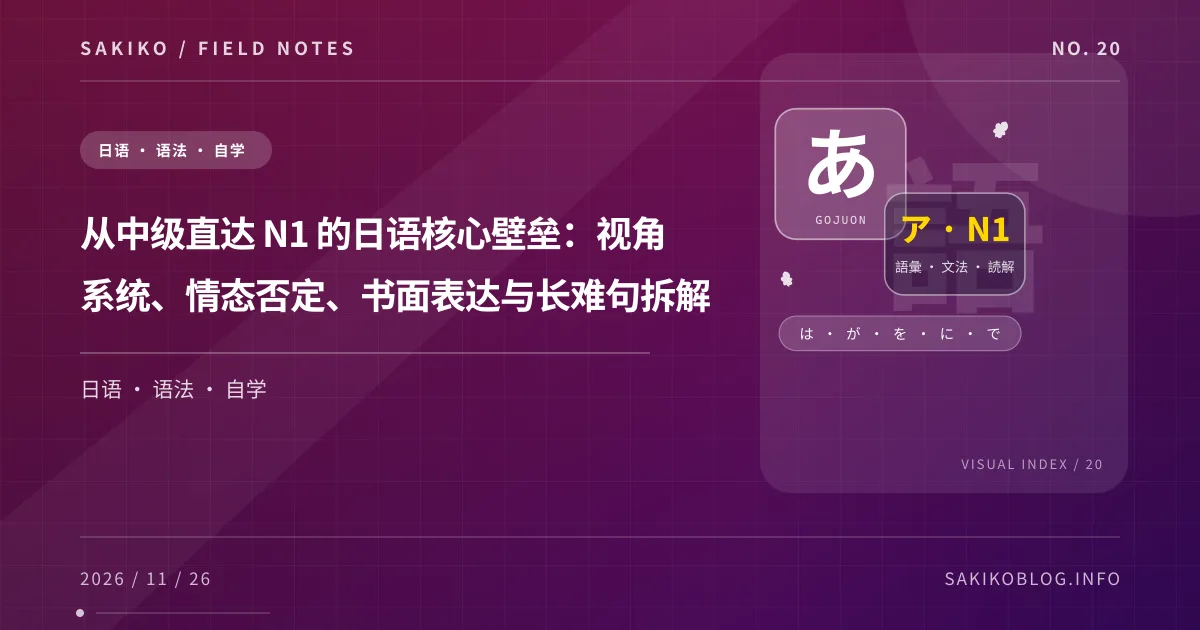 SAKIKO / FIELD NOTES
NO. 20
日语 · 语法 · 自学
从中级直达 N1 的日语核心壁垒：视角
系统、情态否定、书面表达与长难句拆解
日语 · 语法 · 自学
語
あ
GOJUON
ア · N1
語彙 · 文法 · 読解
は · が · を · に · で
VISUAL INDEX / 20
2026 / 11 / 26
SAKIKOBLOG.INFO